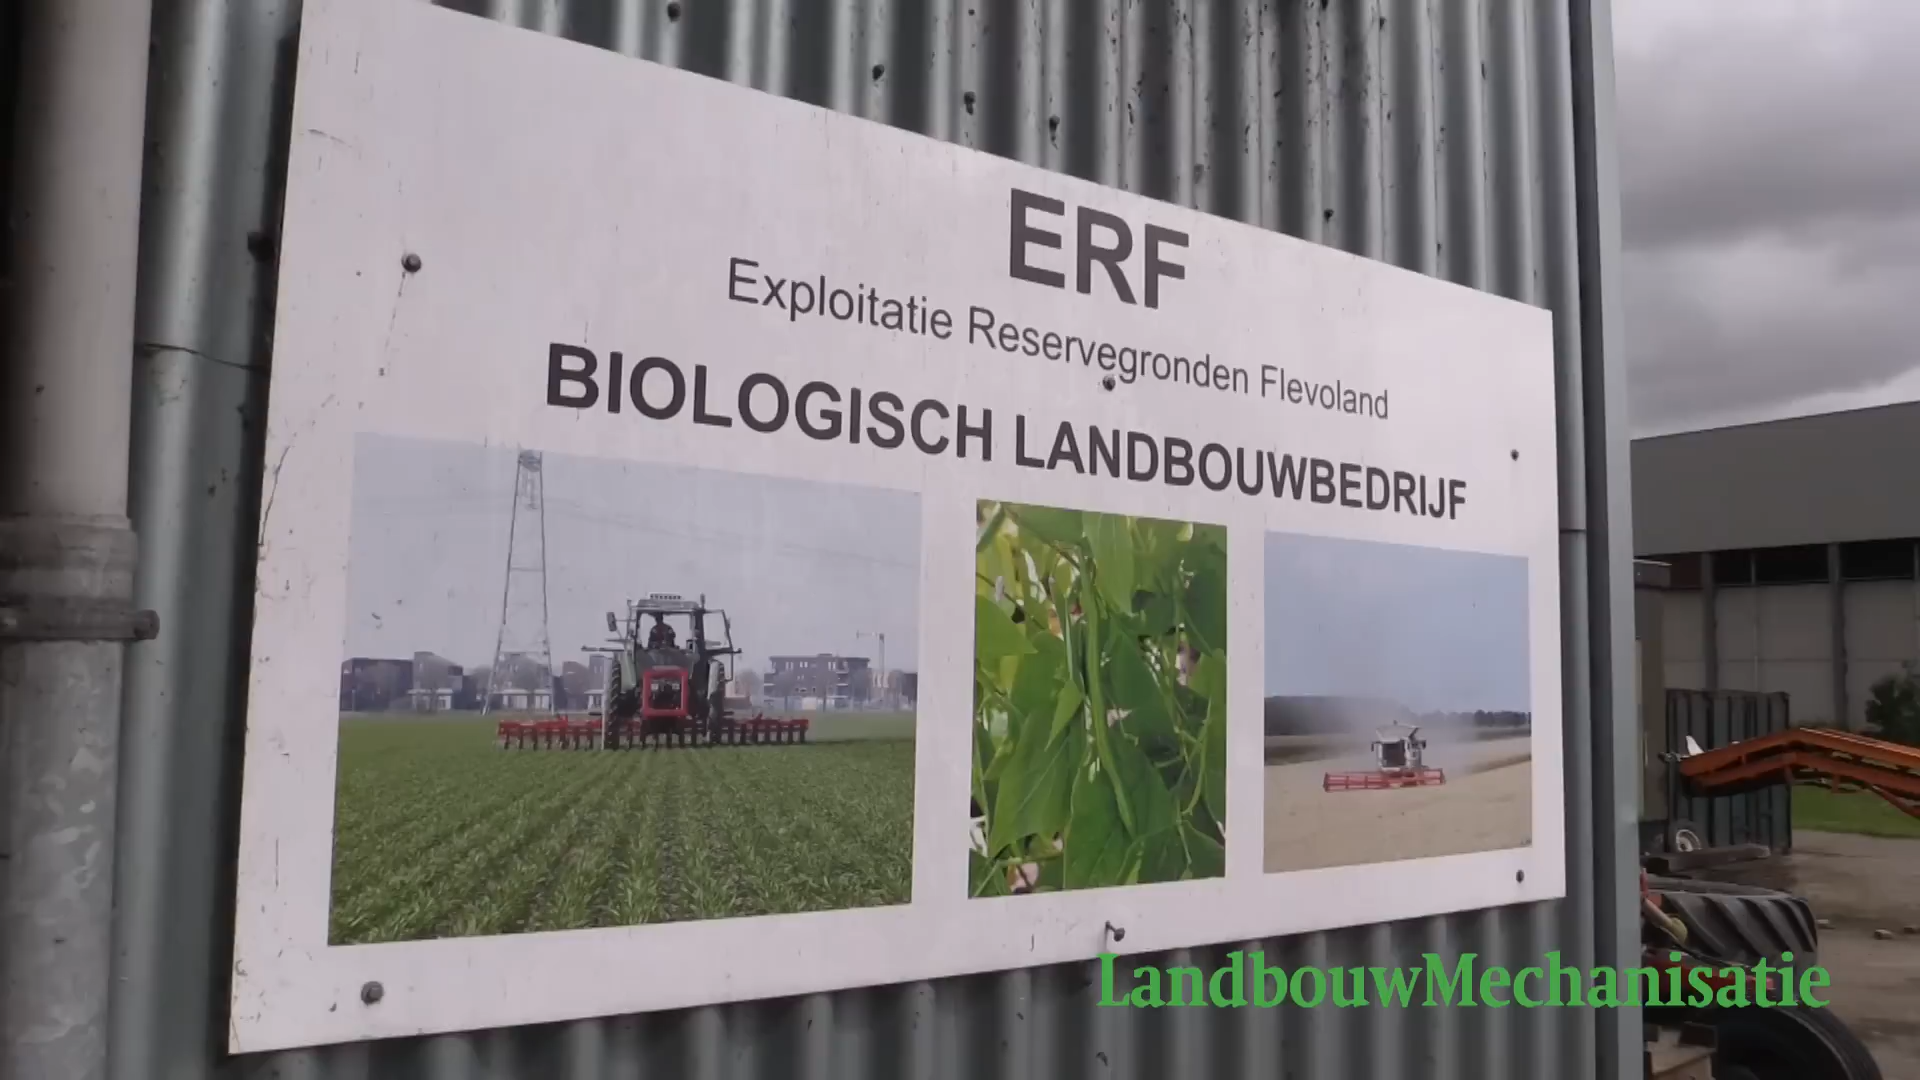 ERF
Exploitatie Reservegronden Flevoland
BIOLOGISCH LANDBOUWBEDRIJF
LandbouwMechanisatie